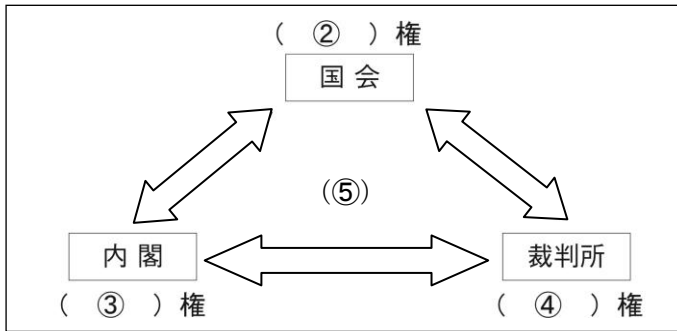 ( ② )権
国会
(⑤)
内閣
裁判所
( ③ )権
( ④ )権